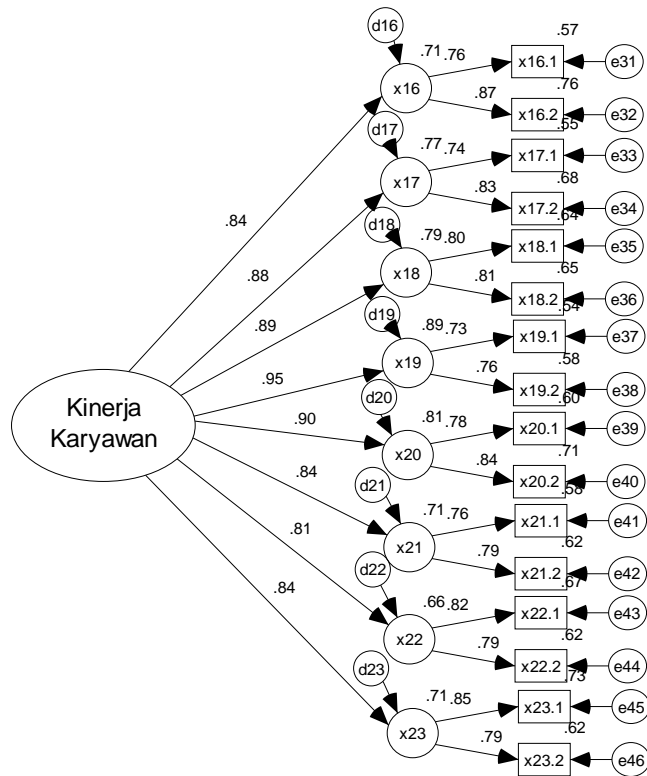 .57
d16
.71 .76
x16.1
e31
x16
.76
.87
x16.2
e32
d17
.55
.77 .74
x17.1
e33
.84
x17
.68
.83
x17.2
e34
d18
.64
.79 .80
x18.1
e35
.88
x18
.65
.81
x18.2
e36
d19
.54
.89
.89 .73
x19.1
e37
x19
.58
.95
.76
x19.2
e38
d20
.60
Kinerja
Karyawan
.90
.81 .78
x20.1
e39
x20
.71
.84
x20.2
e40
.84
d21
.58
.71 .76
x21.1
e41
.81
x21
.62
.79
x21.2
e42
d22
.67
.84
.66 .82
x22.1
e43
x22
.62
.79
x22.2
e44
d23
.73
.71 .85
x23.1
e45
x23
.62
.79
x23.2
e46